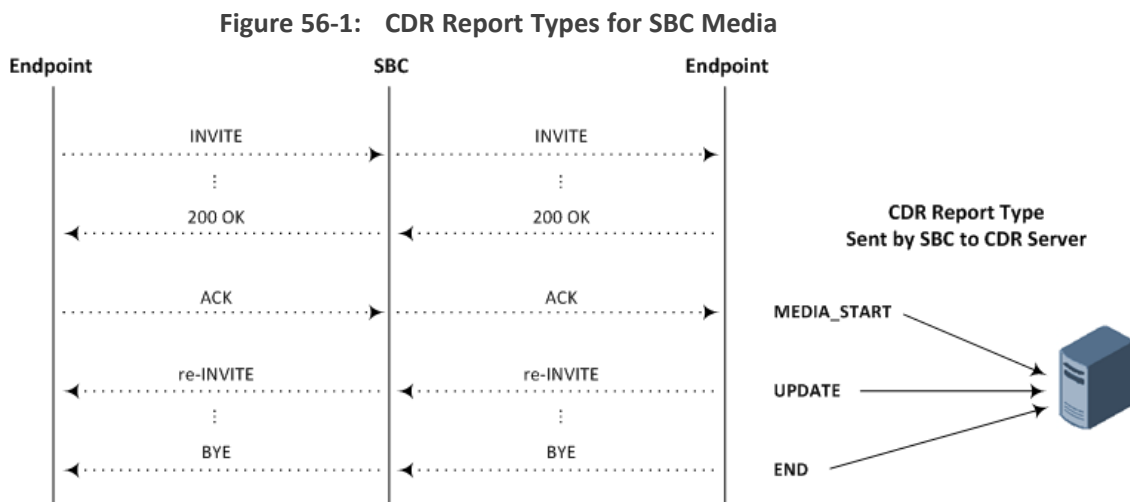 Figure 56-1: CDR Report Types for SBC Media
Endpoint SBC Endpoint
INVITE INVITE
200 OK 200 OK
CDR Report Type
Sent by SBC to CDR Server
ACK ACK
MEDIA_START
re-INVITE re-INVITE
UPDATE
BYE BYE
END